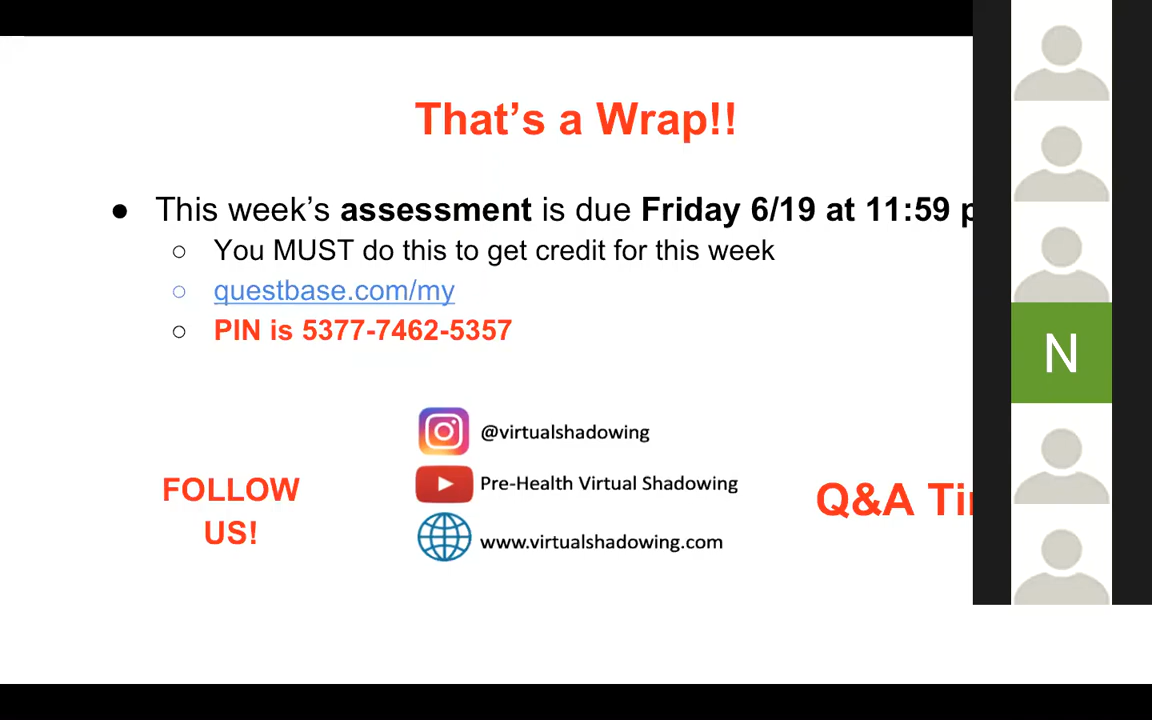 That’s a Wrap!!
● This week’s assessment is due Friday 6/19 at 11:59
○ You MUST do this to get credit for this week
○ questbase.com/my
○ PIN is 5377-7462-5357
@virtualshadowing
Pre-Health Virtual Shadowing
www.virtualshadowing.com
FOLLOW
US!
Q&A
N